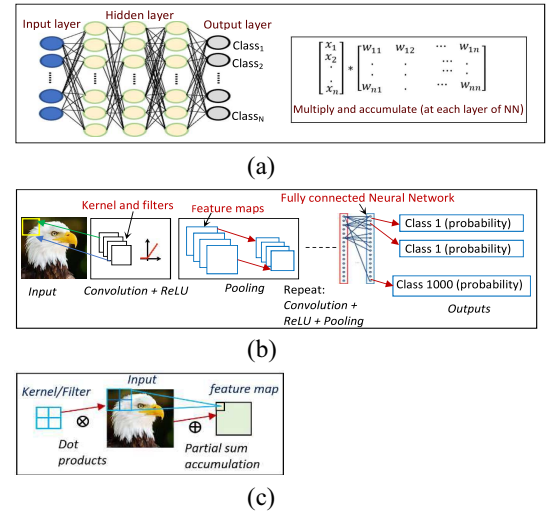 Input layer
Hidden layer
Output layer
Class1
Class2
ClassN
x1 w11 w12 ... w1n
x2 . . ... .
. . . ... .
xn wn1 . . wnn
*
Multiply and accumulate (at each layer of NN)
(a)
Fully connected Neural Network
Kernel and filters
Feature maps
Class 1 (probability)
Class 1 (probability)
Class 1000 (probability)
Input
Convolution + ReLU
Pooling
Repeat:
Convolution +
ReLU + Pooling
Outputs
(b)
Kernel/Filter
Input
feature map
⊗
⊕
Dot
products
Partial sum
accumulation
(c)